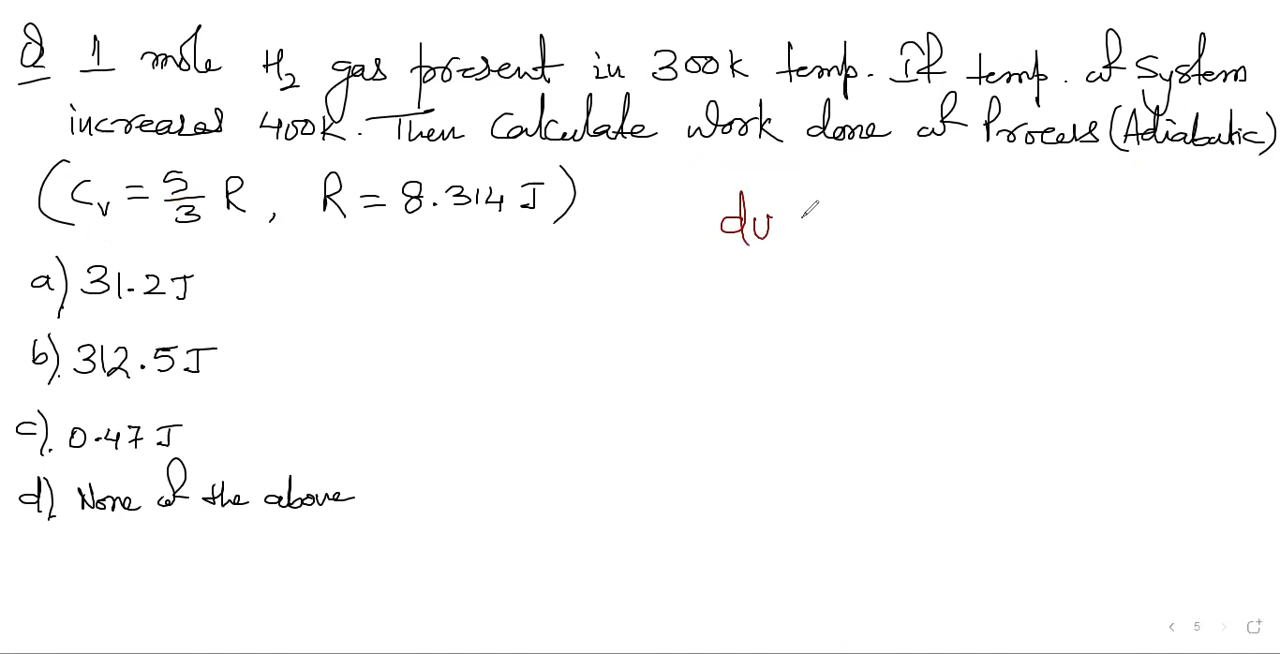 Q 1 mole H₂ gas present in 300K temp. If temp. of System
increases 400K. Then Calculate work done of Process (Adiabatic)
(Cᵥ = 5/3 R, R = 8.314 J)
du
a) 31.2 J
b). 312.5 J
c). 0.47 J
d) None of the above
< 5 >